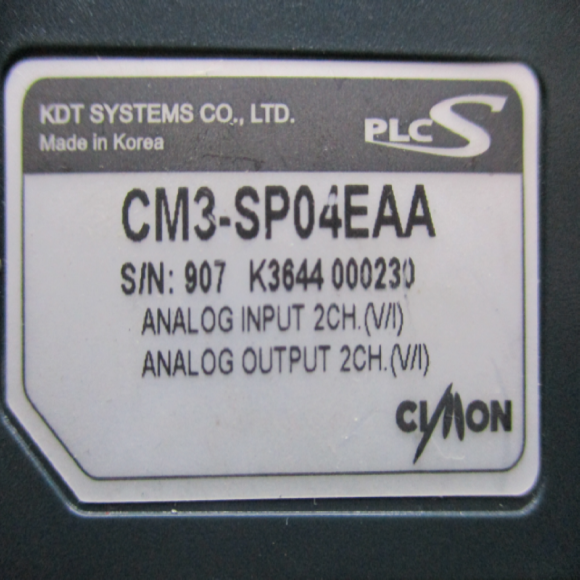 KDT SYSTEMS CO., LTD.
Made in Korea
PLC S
CM3-SP04EAA
S/N: 907 K3644 000230
ANALOG INPUT 2CH.(V/I)
ANALOG OUTPUT 2CH.(V/I)
CIMON